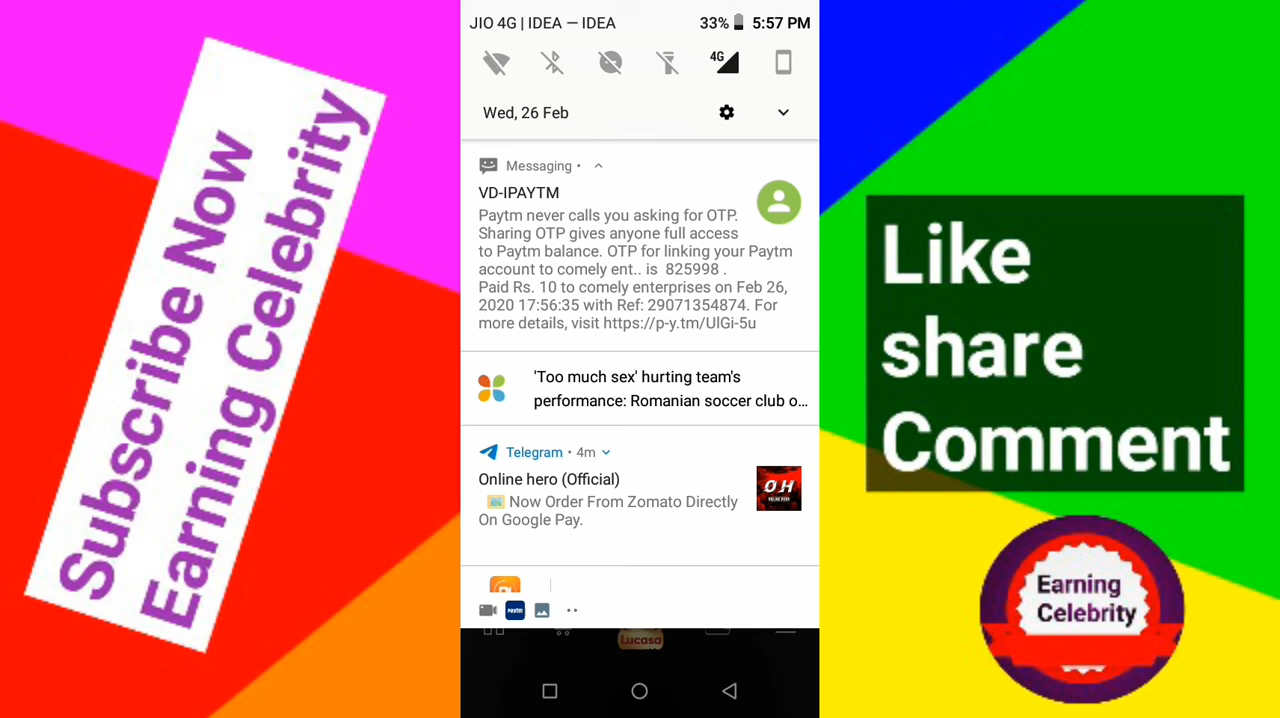 Subscribe Now
Earning Celebrity
JIO 4G | IDEA — IDEA 33% 5:57 PM
4G
Wed, 26 Feb
Messaging •
VD-IPAYTM
Paytm never calls you asking for OTP.
Sharing OTP gives anyone full access
to Paytm balance. OTP for linking your Paytm
account to comely ent.. is 825998 .
Paid Rs. 10 to comely enterprises on Feb 26,
2020 17:56:35 with Ref: 29071354874. For
more details, visit https://p-y.tm/UlGi-5u
'Too much sex' hurting team's
performance: Romanian soccer club o...
Telegram • 4m
Online hero (Official)
Now Order From Zomato Directly
On Google Pay.
OH
ONLINE HERO
paytm
Lucasa
Like
share
Comment
Earning
Celebrity